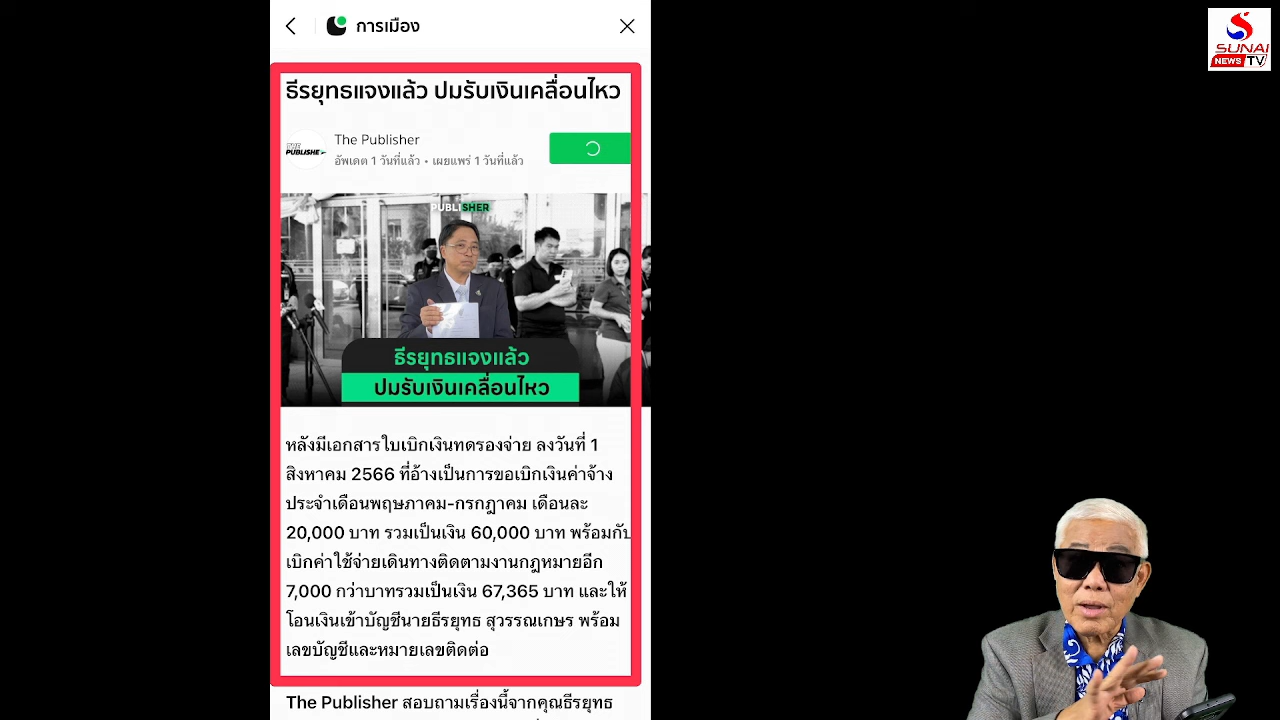 การเมือง
SUNAI
NEWS TV
ธีรยุทธแจงแล้ว ปมรับเงินเคลื่อนไหว
The Publisher
THE
PUBLISHE
อัพเดต 1 วันที่แล้ว • เผยแพร่ 1 วันที่แล้ว
PUBLISHER
ธีรยุทธแจงแล้ว
ปมรับเงินเคลื่อนไหว
หลังมีเอกสารใบเบิกเงินทดรองจ่าย ลงวันที่ 1
สิงหาคม 2566 ที่อ้างเป็นการขอเบิกเงินค่าจ้าง
ประจำเดือนพฤษภาคม-กรกฎาคม เดือนละ
20,000 บาท รวมเป็นเงิน 60,000 บาท พร้อมกับ
เบิกค่าใช้จ่ายเดินทางติดตามงานกฎหมายอีก
7,000 กว่าบาทรวมเป็นเงิน 67,365 บาท และให้
โอนเงินเข้าบัญชีนายธีรยุทธ สุวรรณเกษร พร้อม
เลขบัญชีและหมายเลขติดต่อ
The Publisher สอบถามเรื่องนี้จากคุณธีรยุทธ